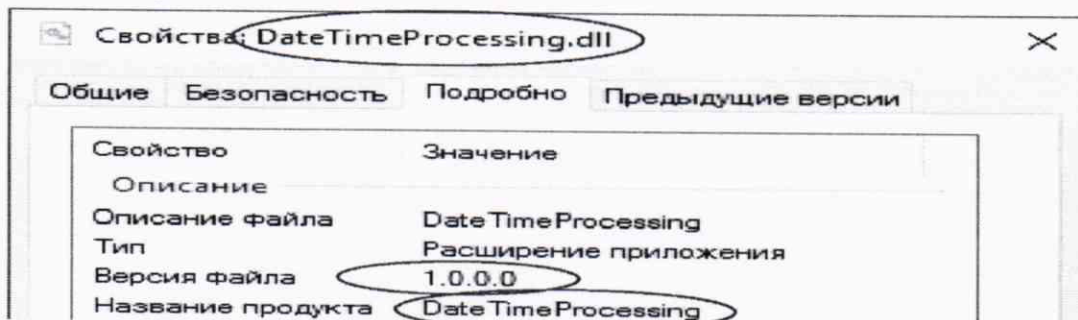 Свойства: DateTimeProcessing.dll
Общие Безопасность Подробно Предыдущие версии
Свойство Значение
Описание
Описание файла DateTimeProcessing
Тип Расширение приложения
Версия файла 1.0.0.0
Название продукта DateTimeProcessing